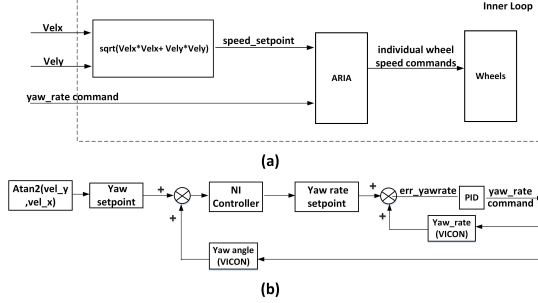 Inner Loop
Velx
Vely
sqrt(Velx*Velx+ Vely*Vely)
speed_setpoint
yaw_rate command
ARIA
individual wheel
speed commands
Wheels
(a)
Atan2(vel_y
,vel_x)
Yaw
setpoint
+
+
NI
Controller
Yaw rate
setpoint
+
+
err_yawrate
PID
yaw_rate
command
Yaw_rate
(VICON)
Yaw angle
(VICON)
(b)